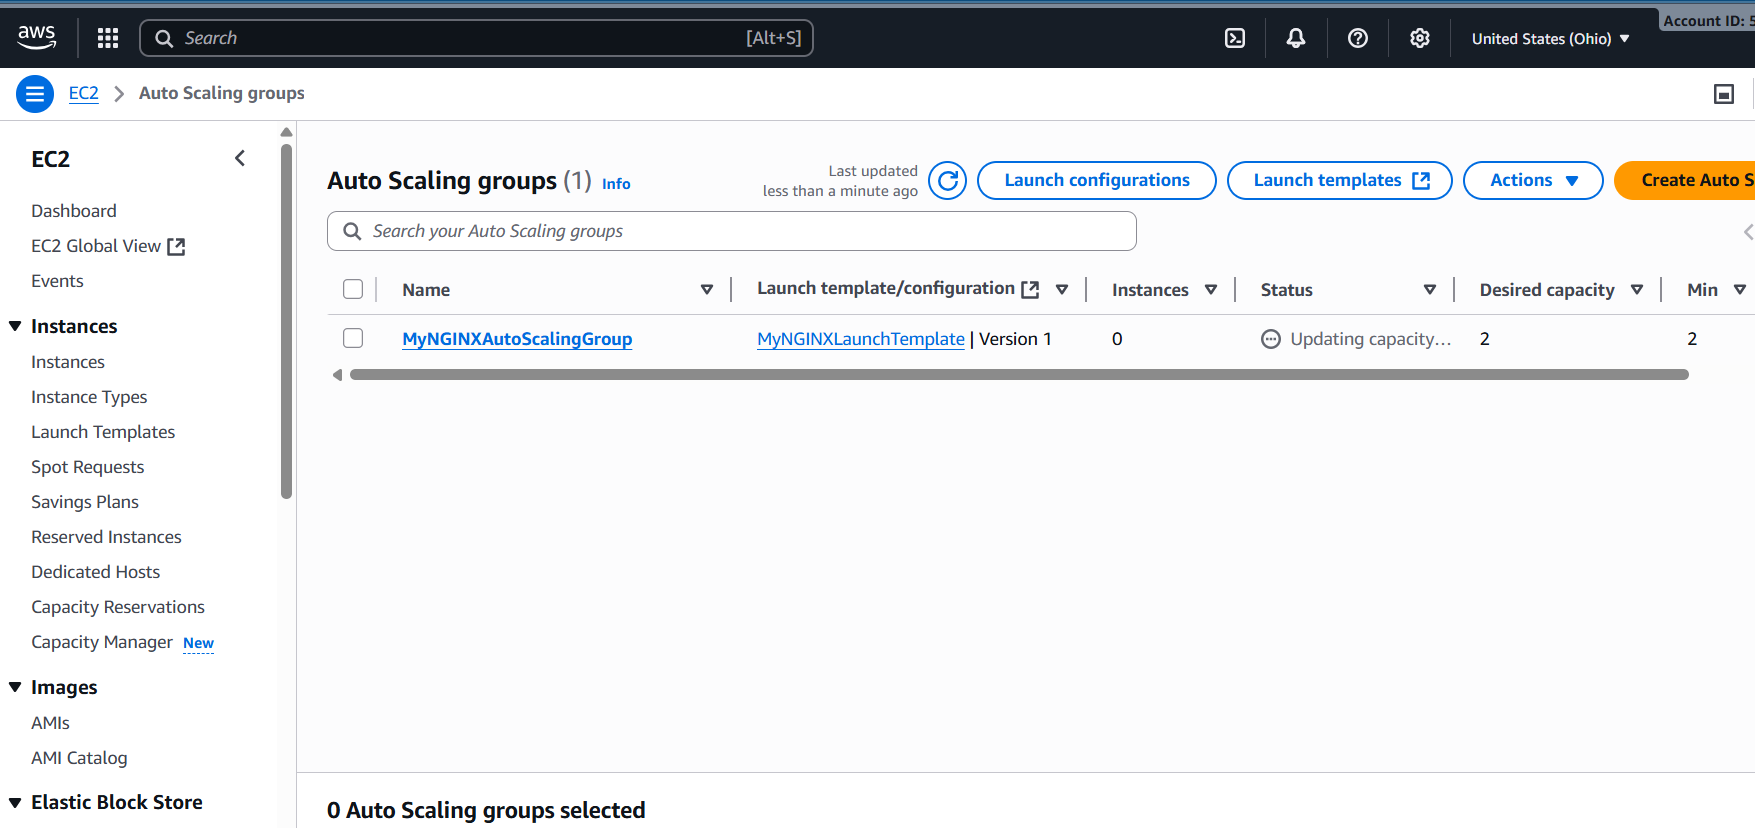 aws
Search [Alt+S]
United States (Ohio)
Account ID: 5
EC2 Auto Scaling groups
EC2
Dashboard
EC2 Global View
Events
Instances
Instances
Instance Types
Launch Templates
Spot Requests
Savings Plans
Reserved Instances
Dedicated Hosts
Capacity Reservations
Capacity Manager New
Images
AMIs
AMI Catalog
Elastic Block Store
Auto Scaling groups (1) Info
Last updated
less than a minute ago
Launch configurations
Launch templates
Actions
Create Auto S
Search your Auto Scaling groups
Name Launch template/configuration Instances Status Desired capacity Min
MyNGINXAutoScalingGroup MyNGINXLaunchTemplate | Version 1 0 Updating capacity... 2 2
0 Auto Scaling groups selected